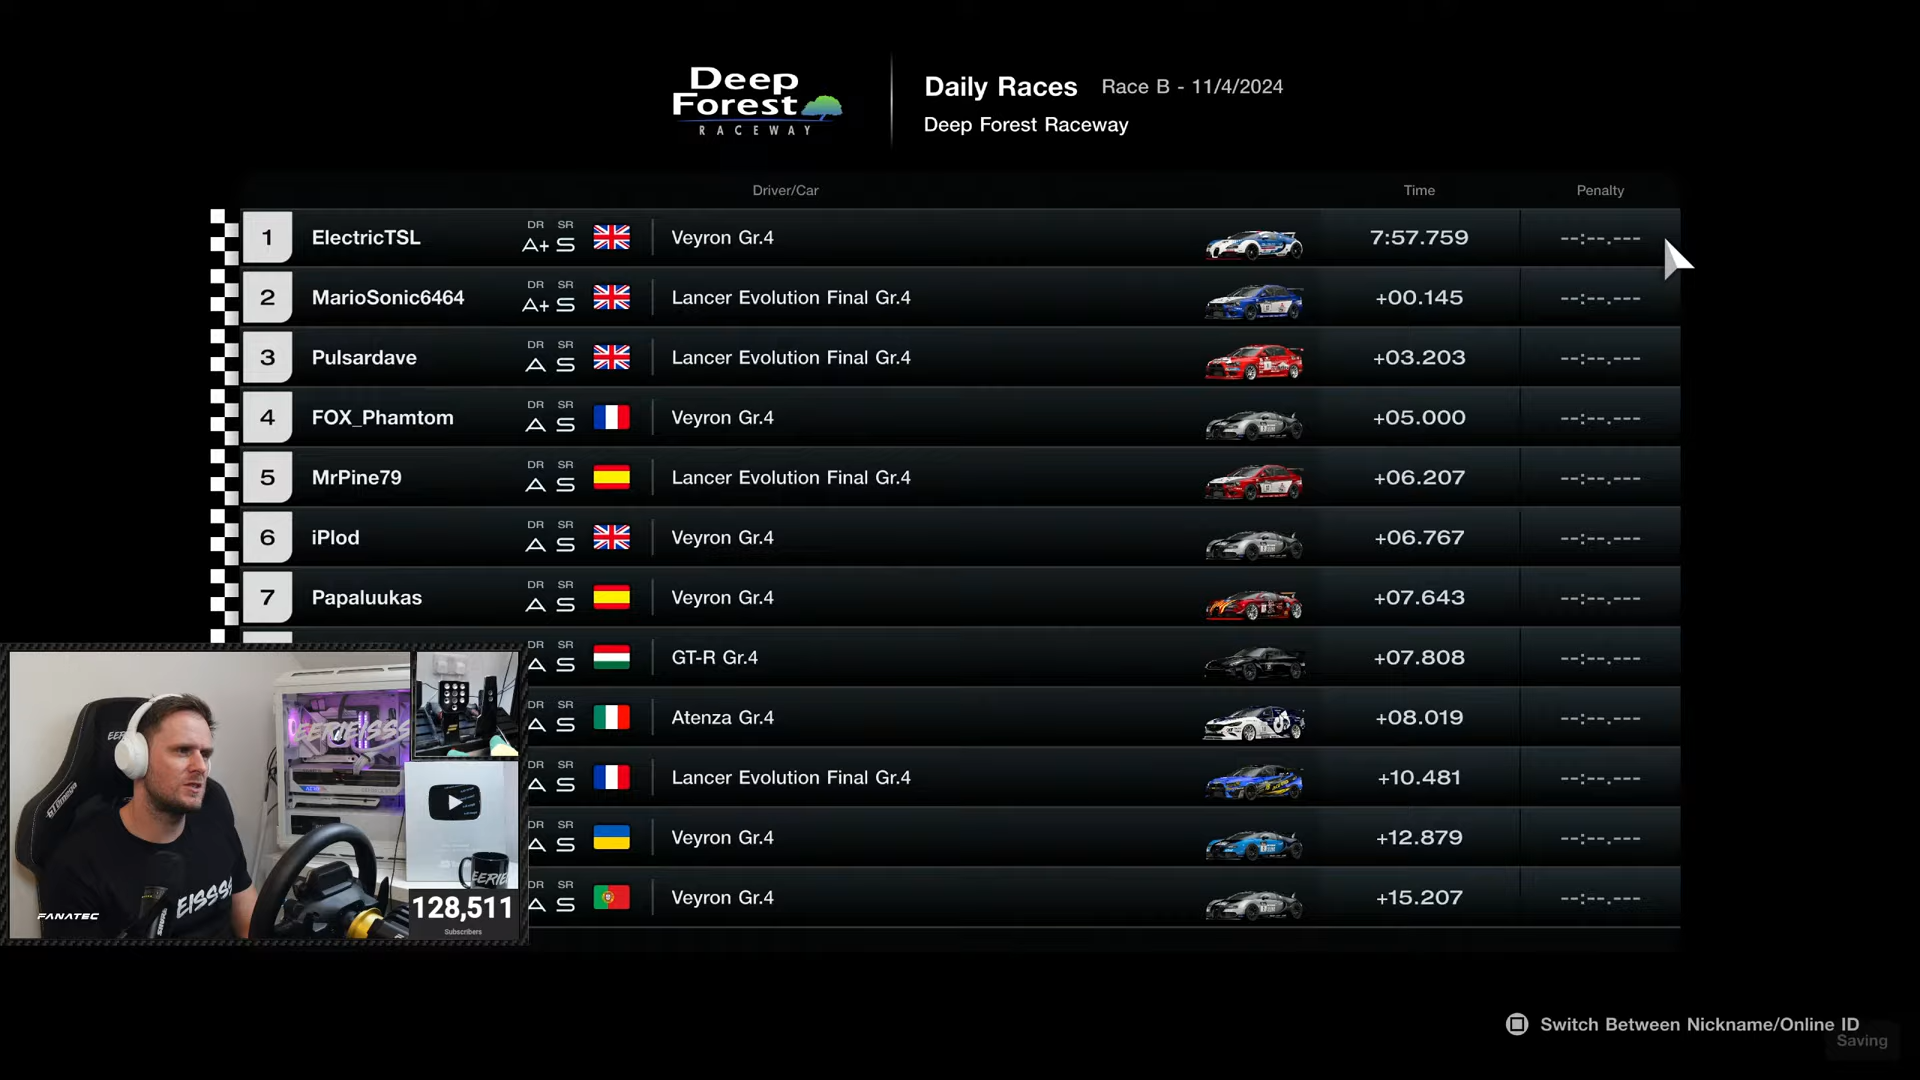 Deep
Forest
RACEWAY
Daily Races Race B - 11/4/2024
Deep Forest Raceway
Driver/Car Time Penalty
1 ElectricTSL DR A+ SR S Veyron Gr.4 7:57.759 --:--.---
2 MarioSonic6464 DR A+ SR S Lancer Evolution Final Gr.4 +00.145 --:--.---
3 Pulsardave DR A SR S Lancer Evolution Final Gr.4 +03.203 --:--.---
4 FOX_Phamtom DR A SR S Veyron Gr.4 +05.000 --:--.---
5 MrPine79 DR A SR S Lancer Evolution Final Gr.4 +06.207 --:--.---
6 iPlod DR A SR S Veyron Gr.4 +06.767 --:--.---
7 Papaluukas DR A SR S Veyron Gr.4 +07.643 --:--.---
DR A SR S GT-R Gr.4 +07.808 --:--.---
DR A SR S Atenza Gr.4 +08.019 --:--.---
DR A SR S Lancer Evolution Final Gr.4 +10.481 --:--.---
DR A SR S Veyron Gr.4 +12.879 --:--.---
DR A SR S Veyron Gr.4 +15.207 --:--.---
EERIEISSSS
GTOmega
EISSSS
FANATEC
EERIE
128,511
Subscribers
Switch Between Nickname/Online ID
Saving